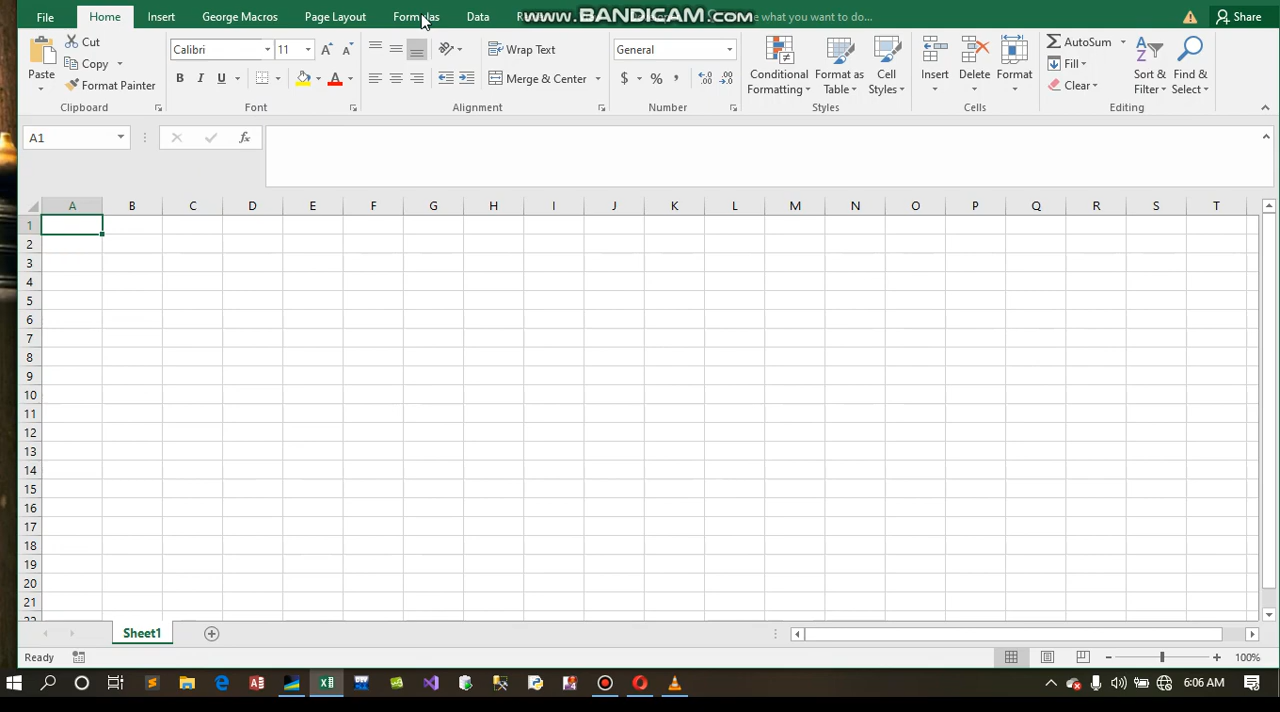 File Home Insert George Macros Page Layout Formulas Data www.BANDICAM.com what you want to do... Share
Cut
Copy
Format Painter
Paste
Calibri 11
B I U A
Wrap Text
Merge & Center
General
$ % ,
Conditional Formatting
Format as Table
Cell Styles
Insert
Delete
Format
AutoSum
Fill
Clear
Sort & Filter
Find & Select
Clipboard Font Alignment Number Styles Cells Editing
A1 fx
A B C D E F G H I J K L M N O P Q R S T
1
2
3
4
5
6
7
8
9
10
11
12
13
14
15
16
17
18
19
20
21
22
Sheet1
Ready 100%
6:06 AM